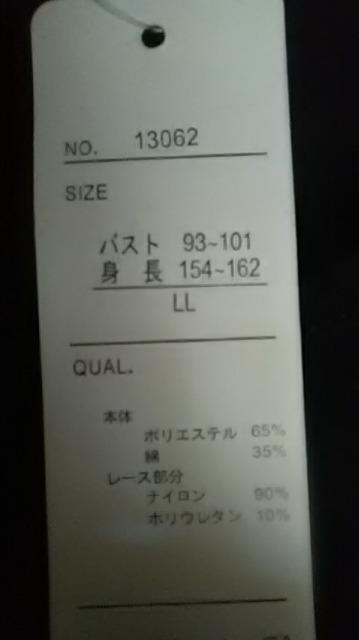 NO. 13062
SIZE
バスト 93~101
身 長 154~162
LL
QUAL.
本体
ポリエステル 65%
綿 35%
レース部分
ナイロン 90%
ポリウレタン 10%